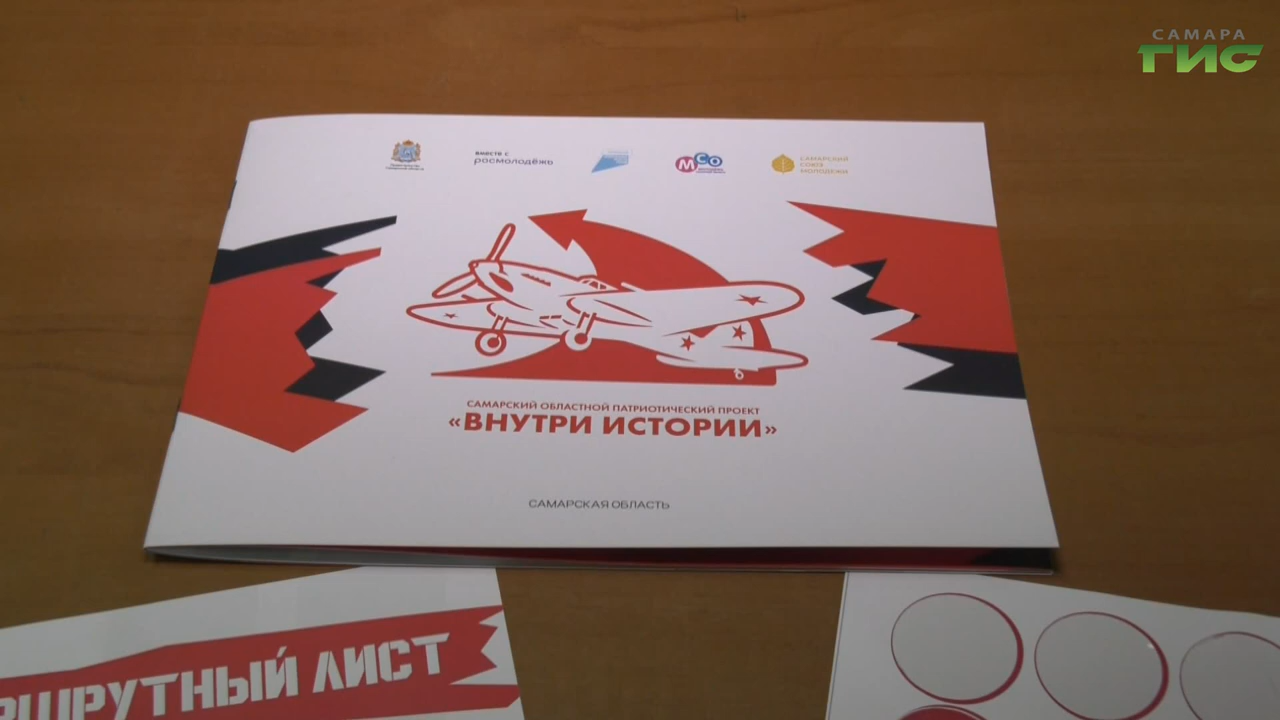 САМАРА
ГИС
вместе с
росмолодёжь
МСО
САМАРСКИЙ
СОЮЗ
МОЛОДЕЖИ
САМАРСКИЙ ОБЛАСТНОЙ ПАТРИОТИЧЕСКИЙ ПРОЕКТ
«ВНУТРИ ИСТОРИИ»
САМАРСКАЯ ОБЛАСТЬ
РШРУТНЫЙ ЛИСТ